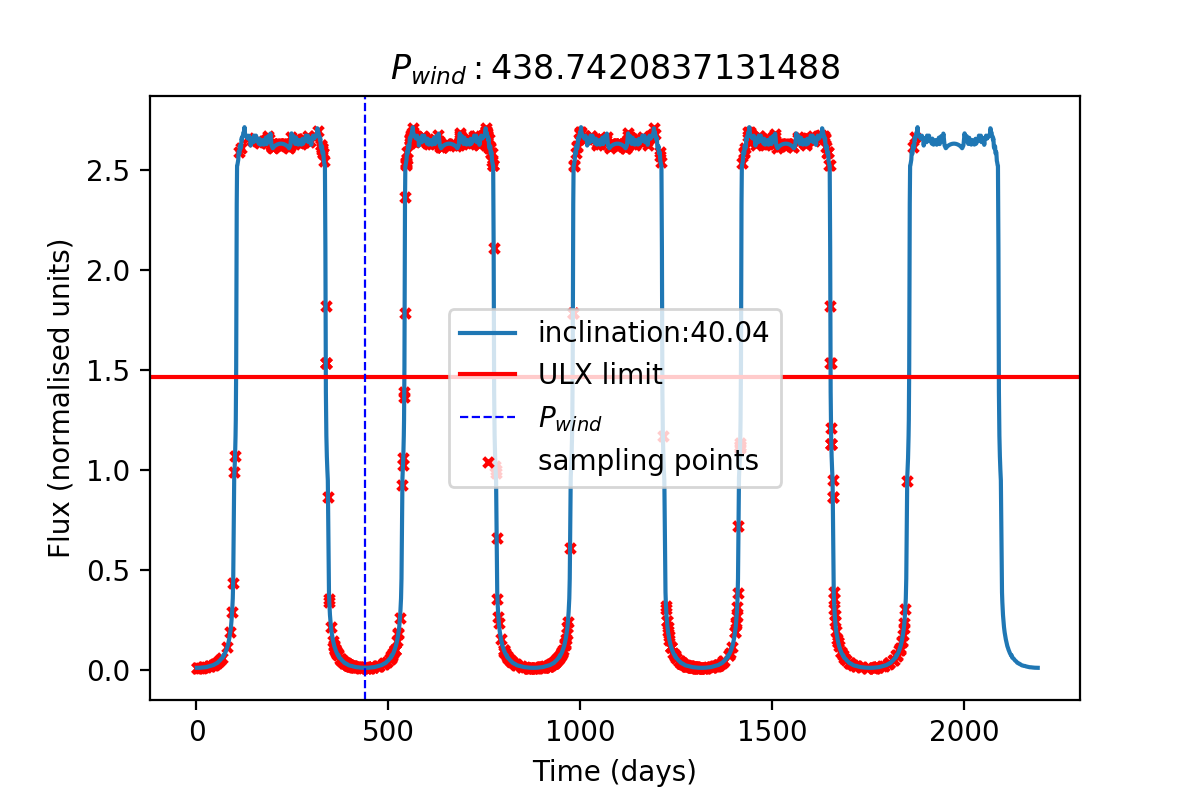 P_wind : 438.7420837131488
Flux (normalised units)
2.5
2.0
1.5
1.0
0.5
0.0
inclination:40.04
ULX limit
P_wind
sampling points
0 500 1000 1500 2000
Time (days)